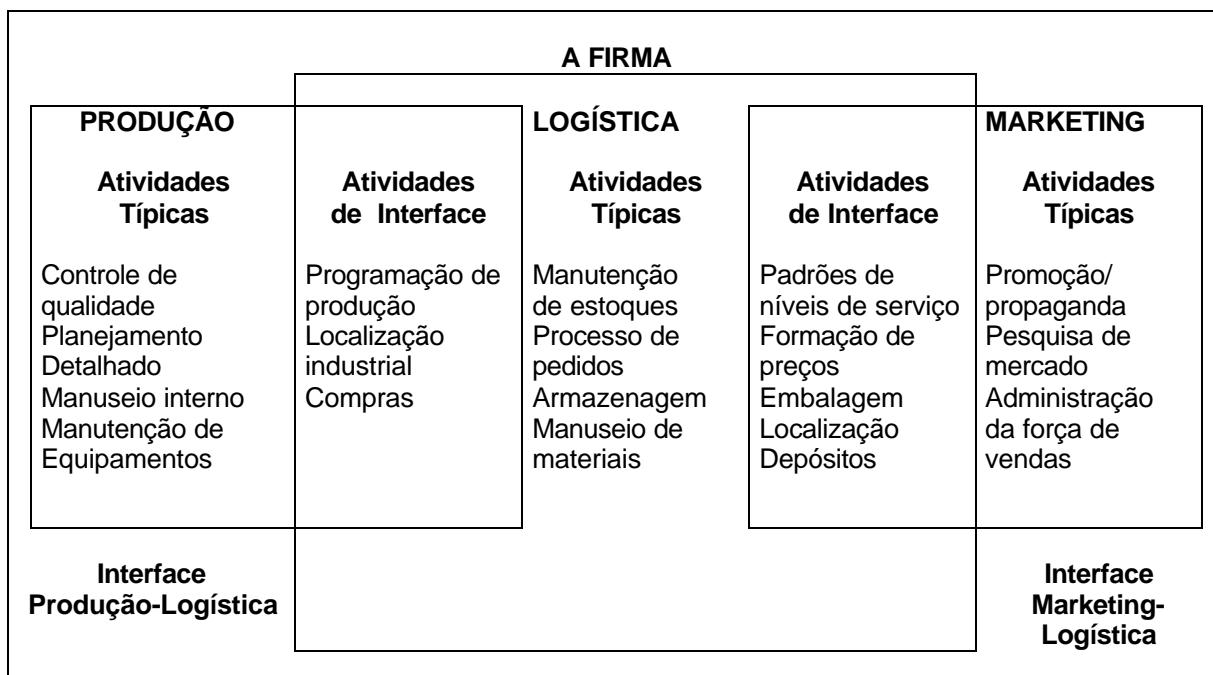 A FIRMA
PRODUÇÃO
Atividades
Típicas
Controle de
qualidade
Planejamento
Detalhado
Manuseio interno
Manutenção de
Equipamentos
Atividades
de Interface
Programação de
produção
Localização
industrial
Compras
LOGÍSTICA
Atividades
Típicas
Manutenção
de estoques
Processo de
pedidos
Armazenagem
Manuseio de
materiais
Atividades
de Interface
Padrões de
níveis de serviço
Formação de
preços
Embalagem
Localização
Depósitos
MARKETING
Atividades
Típicas
Promoção/
propaganda
Pesquisa de
mercado
Administração
da força de
vendas
Interface
Produção-Logística
Interface
Marketing-
Logística